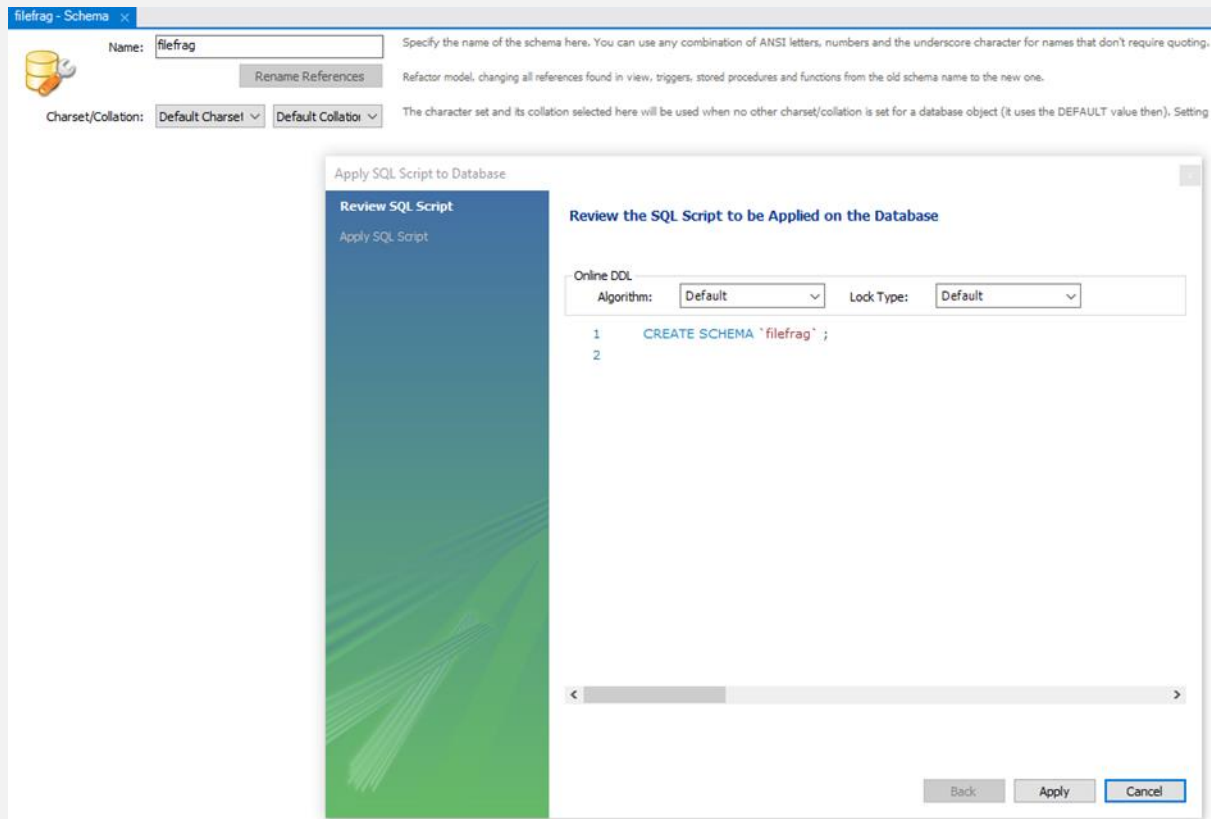 filefrag - Schema ×
Name: filefrag
Specify the name of the schema here. You can use any combination of ANSI letters, numbers and the underscore character for names that don't require quoting.
Rename References
Refactor model, changing all references found in view, triggers, stored procedures and functions from the old schema name to the new one.
Charset/Collation: Default Charset Default Collation
The character set and its collation selected here will be used when no other charset/collation is set for a database object (it uses the DEFAULT value then). Setting
Apply SQL Script to Database
Review SQL Script
Apply SQL Script
Review the SQL Script to be Applied on the Database
Online DDL
Algorithm: Default Lock Type: Default
1 CREATE SCHEMA `filefrag` ;
2
Back Apply Cancel